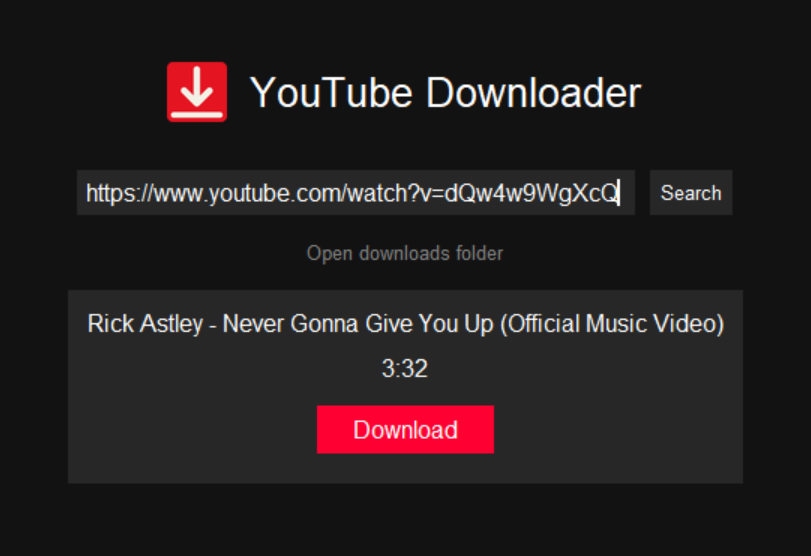 YouTube Downloader
https://www.youtube.com/watch?v=dQw4w9WgXcQ
Search
Open downloads folder
Rick Astley - Never Gonna Give You Up (Official Music Video)
3:32
Download